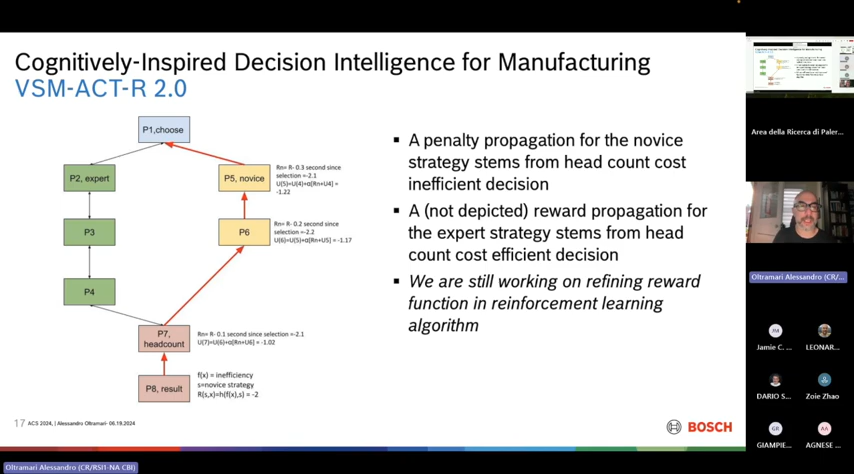 Cognitively-Inspired Decision Intelligence for Manufacturing
VSM-ACT-R 2.0
P1,choose
P2, expert
P5, novice
Rn= R- 0.3 second since
selection =-2.1
U(5)=U(4)+α[Rn+U4] =
-1.22
P3
P6
Rn= R- 0.2 second since
selection =-2.2
U(6)=U(5)+α[Rn+U5] = -1.17
P4
P7,
headcount
Rn= R- 0.1 second since selection =-2.1
U(7)=U(6)+α[Rn+U6] = -1.02
P8, result
f(x) = inefficiency
s=novice strategy
R(s,x)=h(f(x),s) = -2
▪ A penalty propagation for the novice
strategy stems from head count cost
inefficient decision
▪ A (not depicted) reward propagation for
the expert strategy stems from head
count cost efficient decision
▪ We are still working on refining reward
function in reinforcement learning
algorithm
17 ACS 2024, | Alessandro Oltramari- 06.19.2024
BOSCH
Oltramari Alessandro (CR/RSI1-NA CBI)
Area della Ricerca di Paler...
Oltramari Alessandro (CR/...
Jamie C. ...
LEONAR...
DARIO S...
Zoie Zhao
GR
AA
GIAMPIE...
AGNESE ...